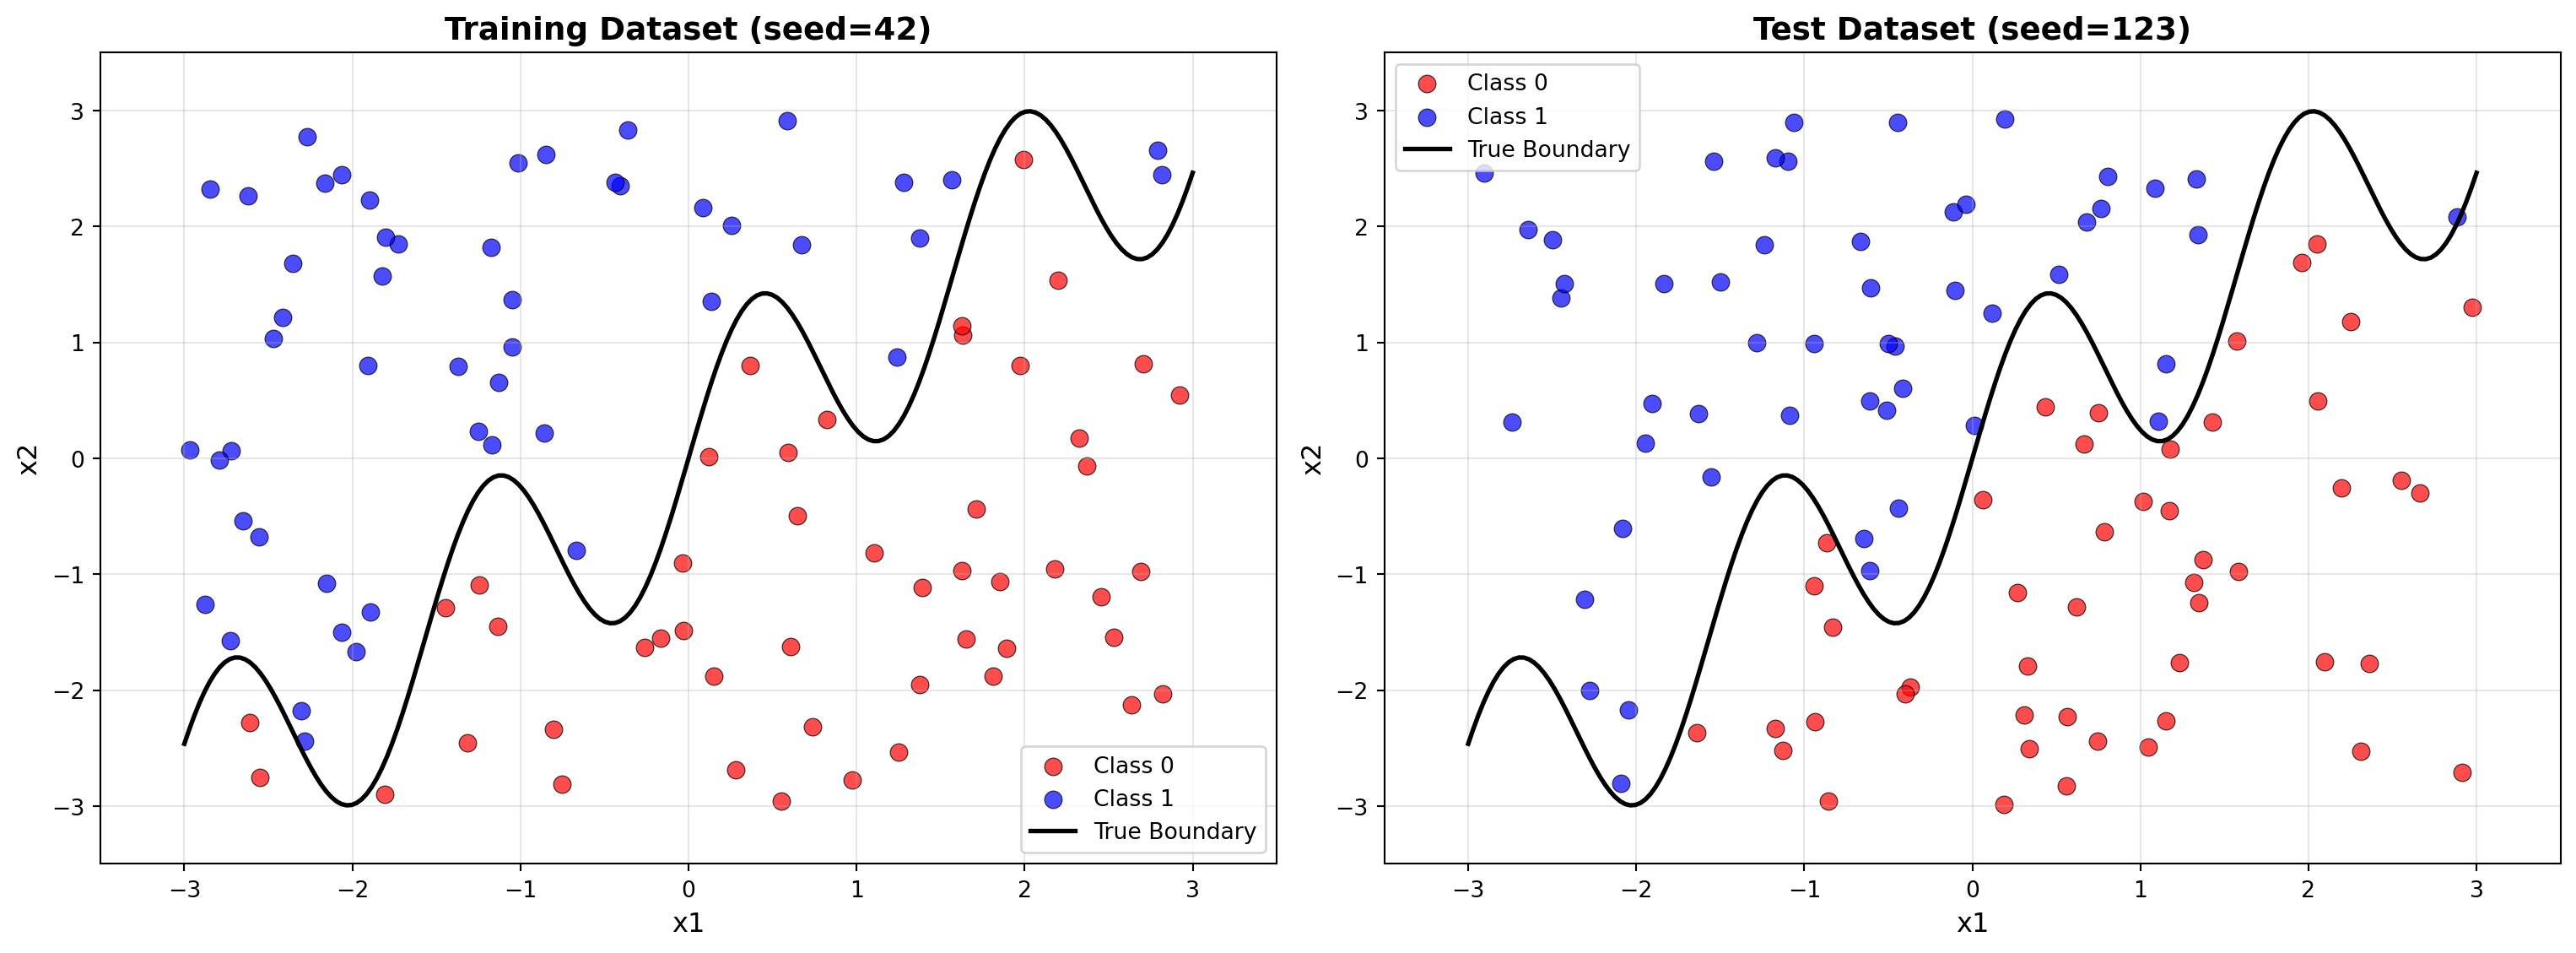 Training Dataset (seed=42)
3
2
1
0
−1
−2
−3
x2
−3
−2
−1
0
1
2
3
x1
Class 0
Class 1
True Boundary
Test Dataset (seed=123)
Class 0
Class 1
True Boundary
3
2
1
0
−1
−2
−3
x2
−3
−2
−1
0
1
2
3
x1